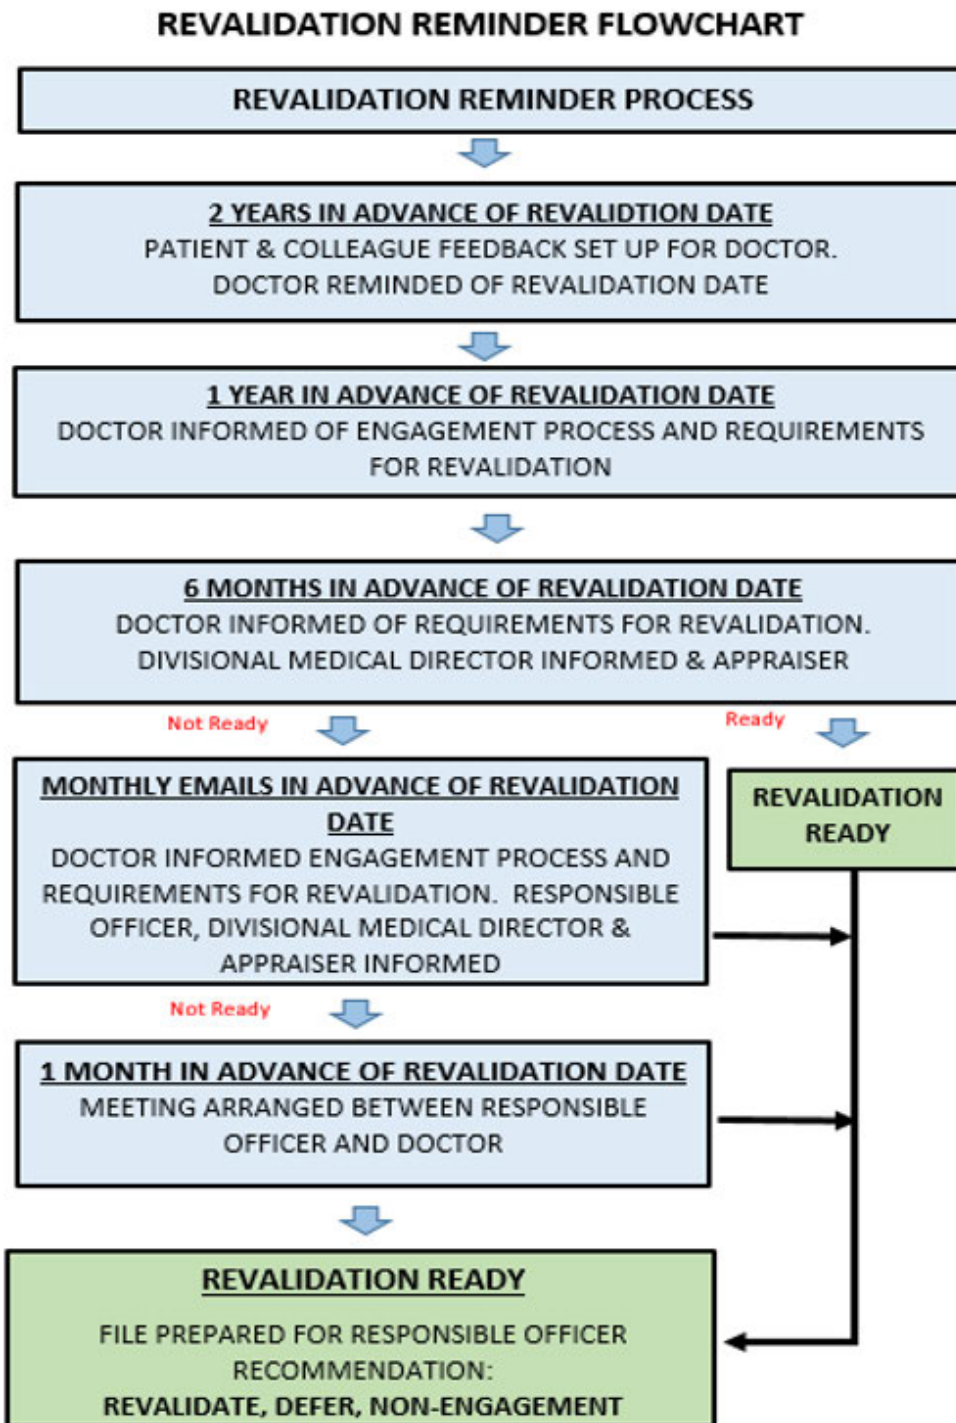 REVALIDATION REMINDER FLOWCHART
REVALIDATION REMINDER PROCESS
2 YEARS IN ADVANCE OF REVALIDTION DATE
PATIENT & COLLEAGUE FEEDBACK SET UP FOR DOCTOR.
DOCTOR REMINDED OF REVALIDATION DATE
1 YEAR IN ADVANCE OF REVALIDATION DATE
DOCTOR INFORMED OF ENGAGEMENT PROCESS AND REQUIREMENTS
FOR REVALIDATION
6 MONTHS IN ADVANCE OF REVALIDATION DATE
DOCTOR INFORMED OF REQUIREMENTS FOR REVALIDATION.
DIVISIONAL MEDICAL DIRECTOR INFORMED & APPRAISER
Not Ready
Ready
MONTHLY EMAILS IN ADVANCE OF REVALIDATION
DATE
DOCTOR INFORMED ENGAGEMENT PROCESS AND
REQUIREMENTS FOR REVALIDATION. RESPONSIBLE
OFFICER, DIVISIONAL MEDICAL DIRECTOR &
APPRAISER INFORMED
REVALIDATION
READY
Not Ready
1 MONTH IN ADVANCE OF REVALIDATION DATE
MEETING ARRANGED BETWEEN RESPONSIBLE
OFFICER AND DOCTOR
REVALIDATION READY
FILE PREPARED FOR RESPONSIBLE OFFICER
RECOMMENDATION:
REVALIDATE, DEFER, NON-ENGAGEMENT